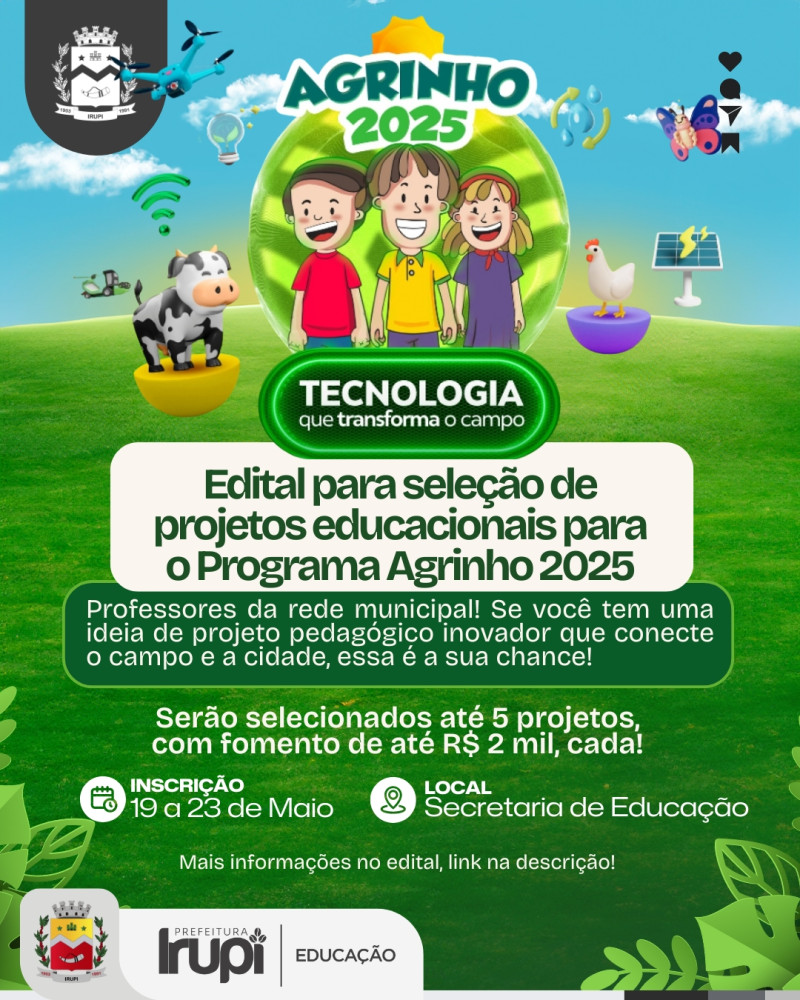 AGRINHO
2025
IRUPI
TECNOLOGIA
que transforma o campo
Edital para seleção de
projetos educacionais para
o Programa Agrinho 2025
Professores da rede municipal! Se você tem uma
ideia de projeto pedagógico inovador que conecte
o campo e a cidade, essa é a sua chance!
Serão selecionados até 5 projetos,
com fomento de até R$ 2 mil, cada!
INSCRIÇÃO
19 a 23 de Maio
LOCAL
Secretaria de Educação
Mais informações no edital, link na descrição!
IRUPI
PREFEITURA
Irupi
EDUCAÇÃO